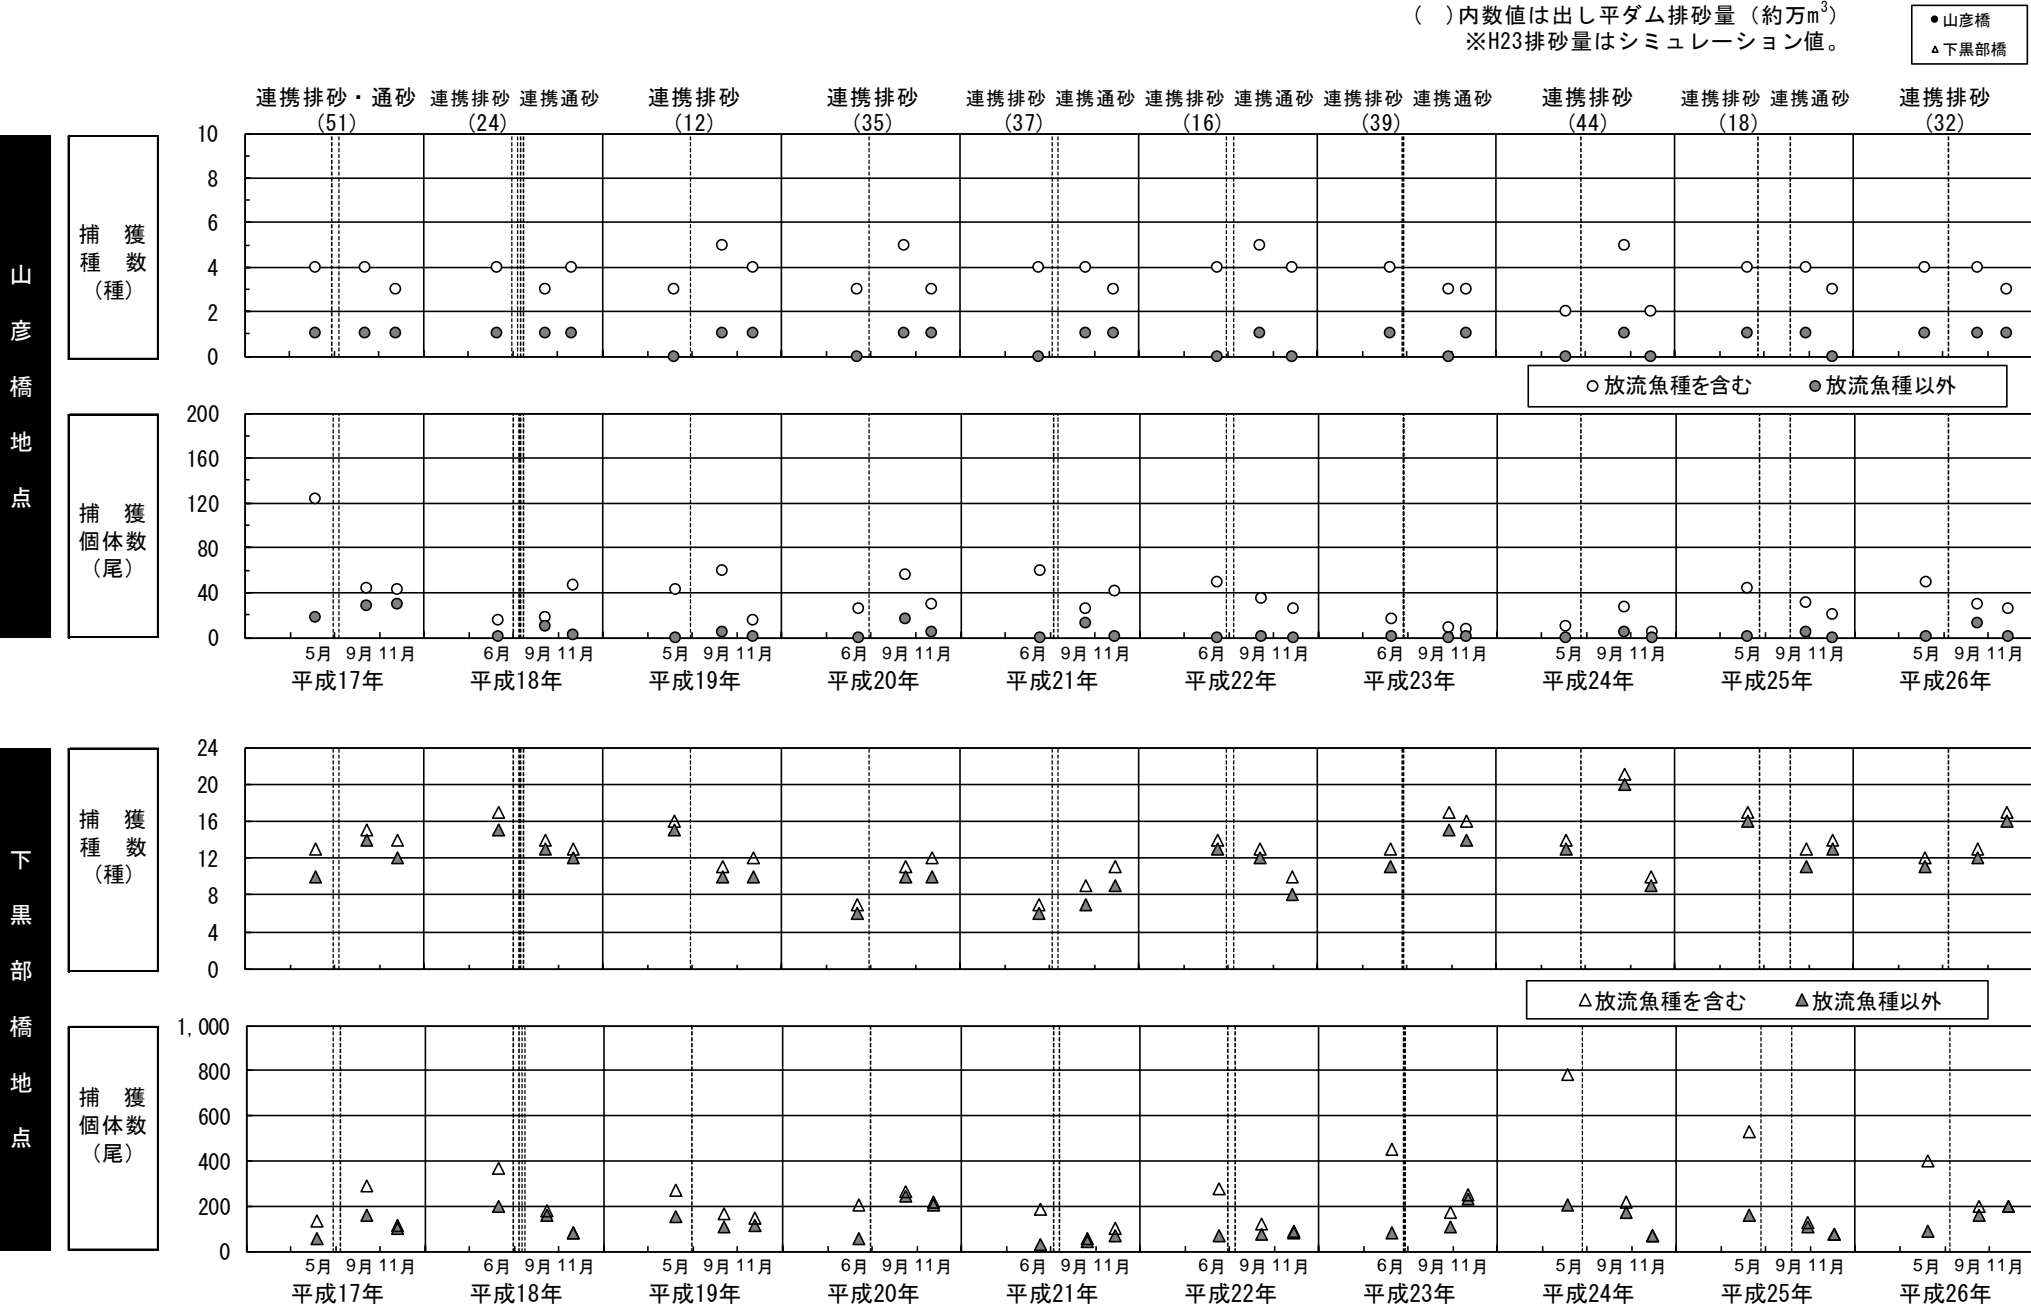 ( )内数値は出し平ダム排砂量（約万m³）
※H23排砂量はシミュレーション値。
●山彦橋
△下黒部橋
連携排砂・通砂 連携排砂 連携通砂 連携排砂 連携排砂 連携排砂 連携通砂 連携排砂 連携通砂 連携排砂 連携通砂 連携排砂 連携排砂 連携通砂 連携排砂
(51) (24) (12) (35) (37) (16) (39) (44) (18) (32)
山彦橋地点
捕獲
種数
（種）
10
8
6
4
2
0
○放流魚種を含む ●放流魚種以外
捕獲
個体数
（尾）
200
160
120
80
40
0
5月 9月 11月 6月 9月 11月 5月 9月 11月 6月 9月 11月 6月 9月 11月 6月 9月 11月 6月 9月 11月 5月 9月 11月 5月 9月 11月 5月 9月 11月
平成17年 平成18年 平成19年 平成20年 平成21年 平成22年 平成23年 平成24年 平成25年 平成26年
下黒部橋地点
捕獲
種数
（種）
24
20
16
12
8
4
0
△放流魚種を含む ▲放流魚種以外
捕獲
個体数
（尾）
1,000
800
600
400
200
0
5月 9月 11月 6月 9月 11月 5月 9月 11月 6月 9月 11月 6月 9月 11月 6月 9月 11月 6月 9月 11月 5月 9月 11月 5月 9月 11月 5月 9月 11月
平成17年 平成18年 平成19年 平成20年 平成21年 平成22年 平成23年 平成24年 平成25年 平成26年